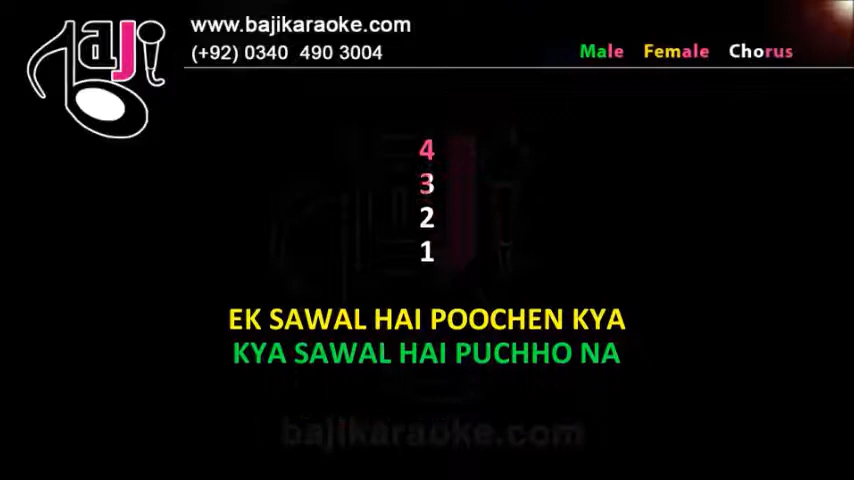 www.bajikaraoke.com
(+92) 0340 490 3004
Male Female Chorus
baji
4
3
2
1
EK SAWAL HAI POOCHEN KYA
KYA SAWAL HAI PUCHHO NA
bajikaraoke.com